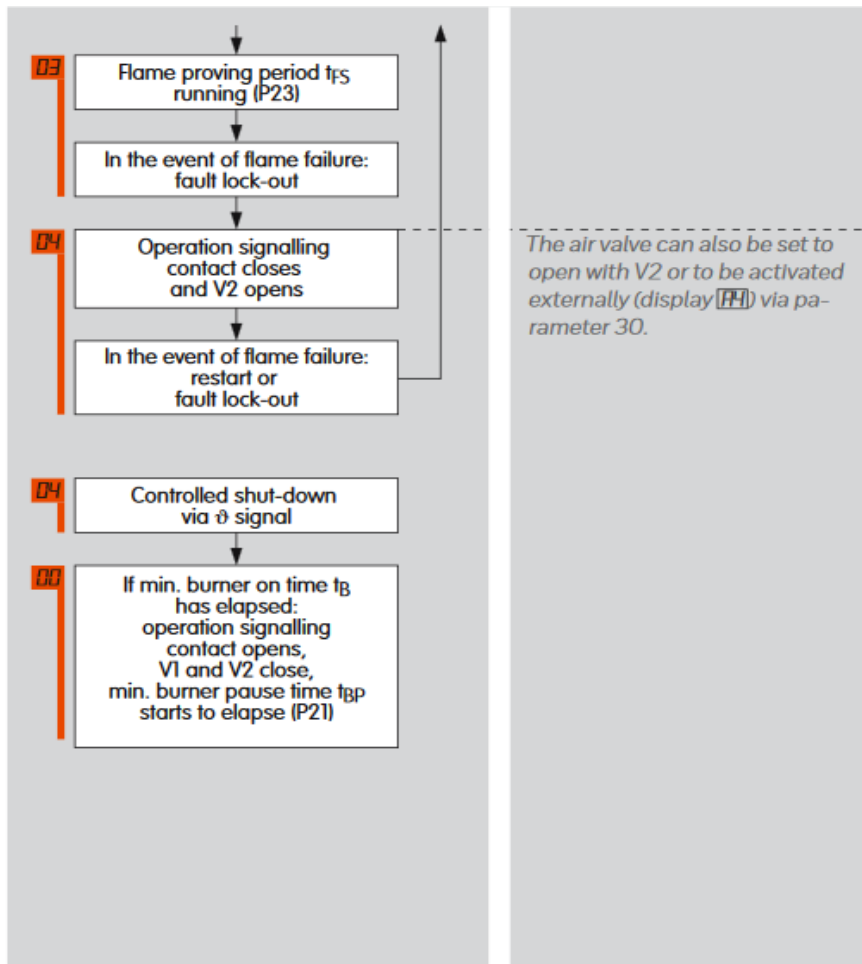 03
Flame proving period tFS
running (P23)
In the event of flame failure:
fault lock-out
04
Operation signalling
contact closes
and V2 opens
In the event of flame failure:
restart or
fault lock-out
04
Controlled shut-down
via ϑ signal
00
If min. burner on time tB
has elapsed:
operation signalling
contact opens,
V1 and V2 close,
min. burner pause time tBP
starts to elapse (P21)
The air valve can also be set to
open with V2 or to be activated
externally (display A4) via pa-
rameter 30.